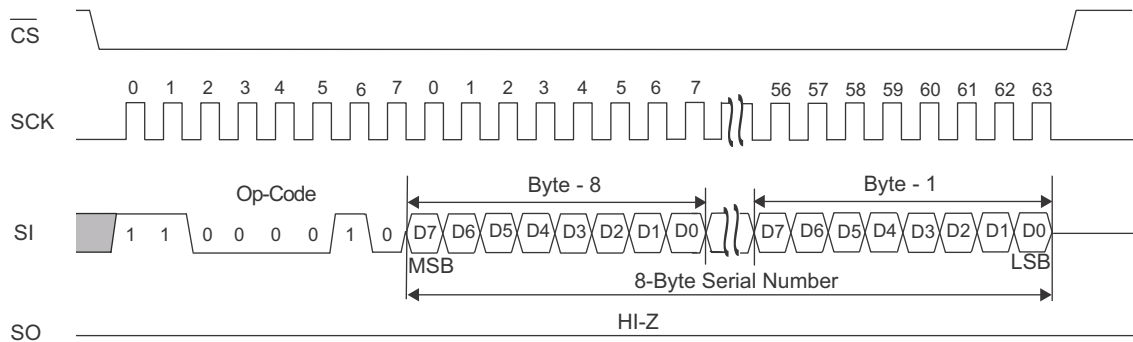 CS
SCK
0 1 2 3 4 5 6 7 0 1 2 3 4 5 6 7 56 57 58 59 60 61 62 63
Op-Code
Byte - 8
Byte - 1
SI
1 1 0 0 0 0 1 0 D7 D6 D5 D4 D3 D2 D1 D0 D7 D6 D5 D4 D3 D2 D1 D0
MSB
LSB
8-Byte Serial Number
HI-Z
SO